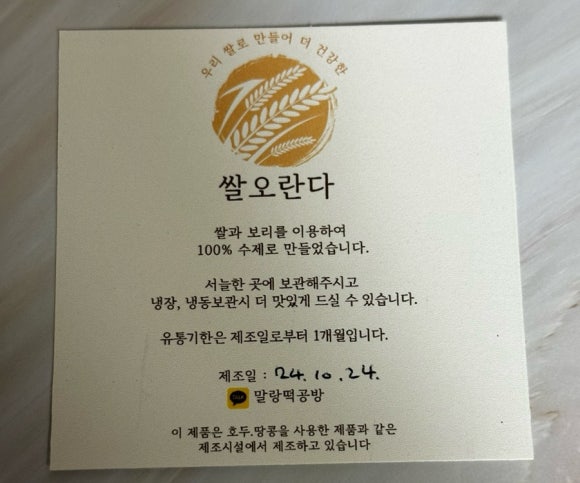 우리 쌀로 만들어 더 건강한
쌀오란다
쌀과 보리를 이용하여
100% 수제로 만들었습니다.
서늘한 곳에 보관해주시고
냉장, 냉동보관시 더 맛있게 드실 수 있습니다.
유통기한은 제조일로부터 1개월입니다.
제조일 : 24.10.24.
TALK 말랑떡공방
이 제품은 호두.땅콩을 사용한 제품과 같은
제조시설에서 제조하고 있습니다